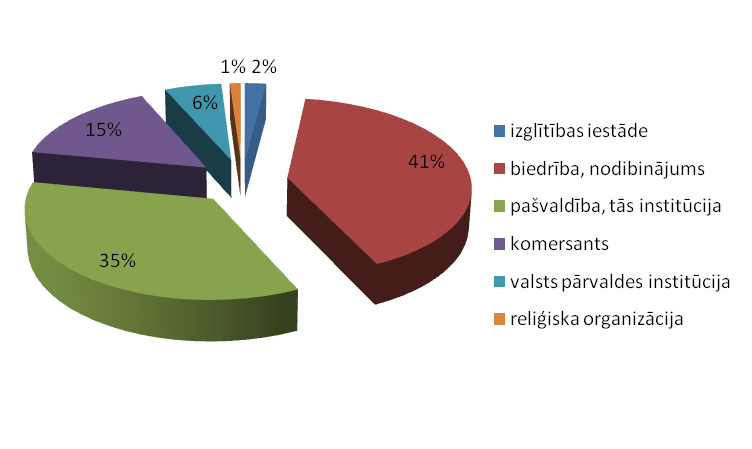 1%
2%
6%
15%
41%
35%
izglītības iestāde
biedrība, nodibinājums
pašvaldība, tās institūcija
komersants
valsts pārvaldes institūcija
reliģiska organizācija